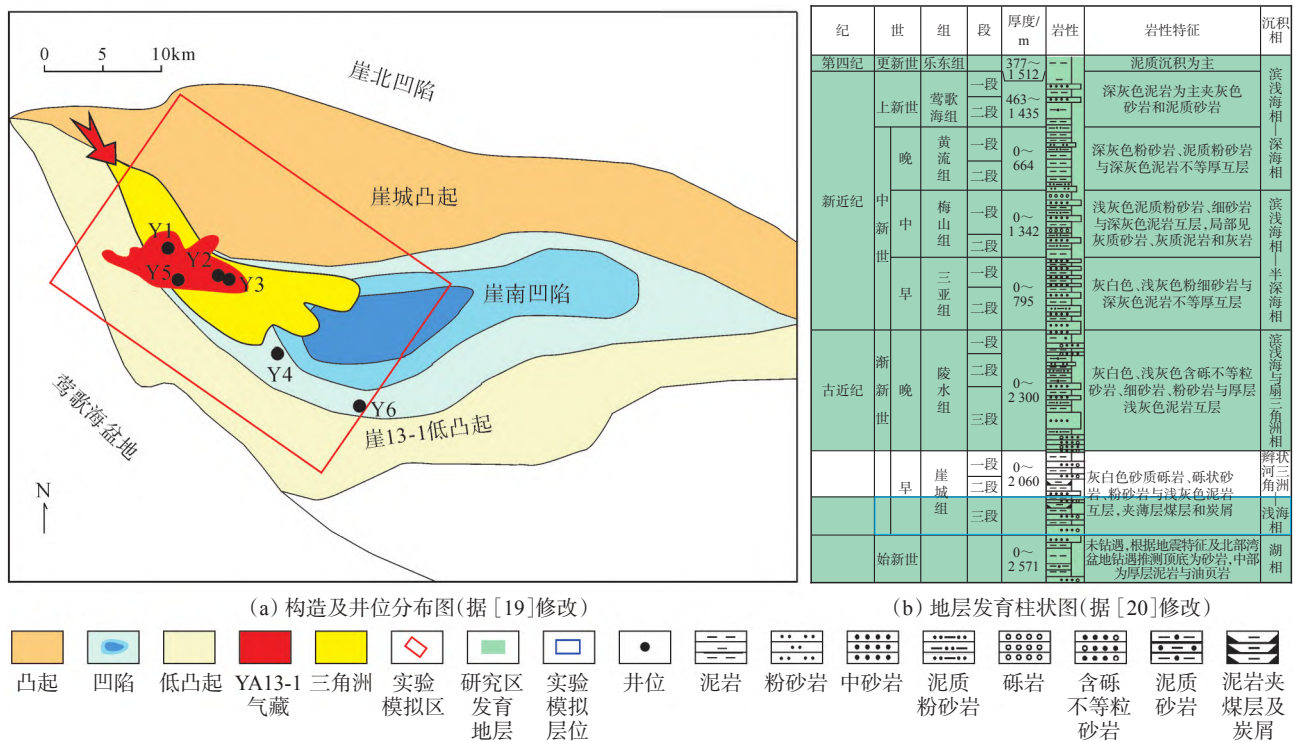 0 5 10km
崖北凹陷
崖城凸起
Y1
Y2
Y5
Y3
崖南凹陷
Y4
Y6
崖13-1低凸起
莺歌海盆地
N
(a) 构造及井位分布图(据 [19]修改)
纪 世 组 段 厚度/m 岩性 岩性特征 沉积相
第四纪 更新世 乐东组 377～1 512 泥质沉积为主
新近纪 上新世 莺歌海组 一段 二段 463～1 435 深灰色泥岩为主夹灰色
砂岩和泥质砂岩
滨浅海相—深海相
中新世 晚 黄流组 一段 二段 0～664 深灰色粉砂岩、泥质粉砂岩
与深灰色泥岩不等厚互层
中 梅山组 一段 二段 0～1 342 浅灰色泥质粉砂岩、细砂岩
与深灰色泥岩互层,局部见
灰质砂岩、灰质泥岩和灰岩
滨浅海相—半深海相
早 三亚组 一段 二段 0～795 灰白色、浅灰色粉细砂岩与
深灰色泥岩不等厚互层
古近纪 渐新世 晚 陵水组 一段 二段 三段 0～2 300 灰白色、浅灰色含砾不等粒
砂岩、细砂岩、粉砂岩与厚层
浅灰色泥岩互层
滨浅海与扇三角洲相
早 崖城组 一段 二段 三段 0～2 060 灰白色砂质砾岩、砾状砂
岩、粉砂岩与浅灰色泥岩
互层,夹薄层煤层和炭屑
辫状河三角洲—浅海相
始新世 0～2 571 未钻遇,根据地震特征及北部湾
盆地钻遇推测顶底为砂岩,中部
为厚层泥岩与油页岩
湖相
(b) 地层发育柱状图(据 [20]修改)
凸起
凹陷
低凸起
YA13-1
气藏
三角洲
实验
模拟区
研究区
发育
地层
实验
模拟
层位
井位
泥岩
粉砂岩
中砂岩
泥质
粉砂岩
砾岩
含砾
不等粒
砂岩
泥质
砂岩
泥岩夹
煤层及
炭屑